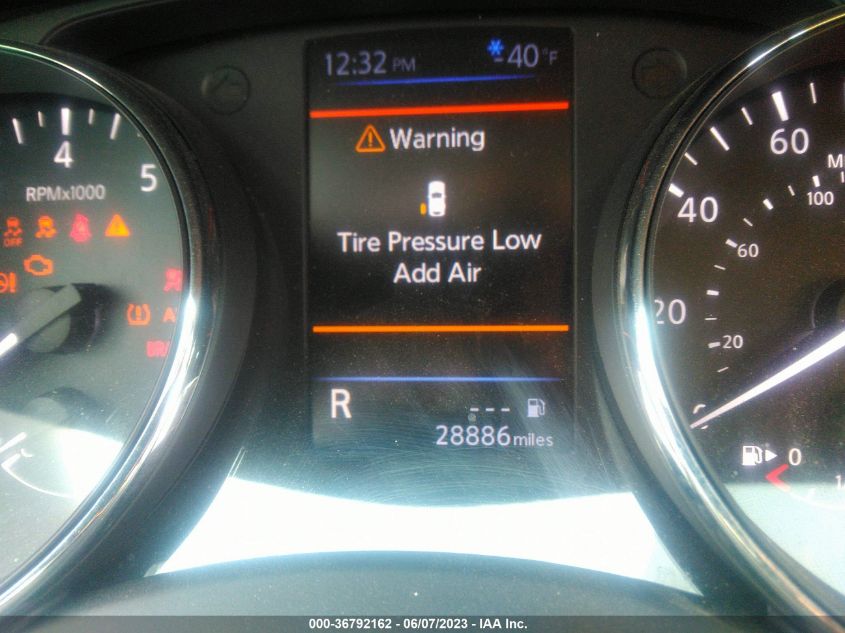 12:32 PM -40°F
Warning
Tire Pressure Low
Add Air
R ---
28886 miles
4
5
RPMx1000
OFF
60
100
40
60
20
20
0
000-36792162 - 06/07/2023 - IAA Inc.